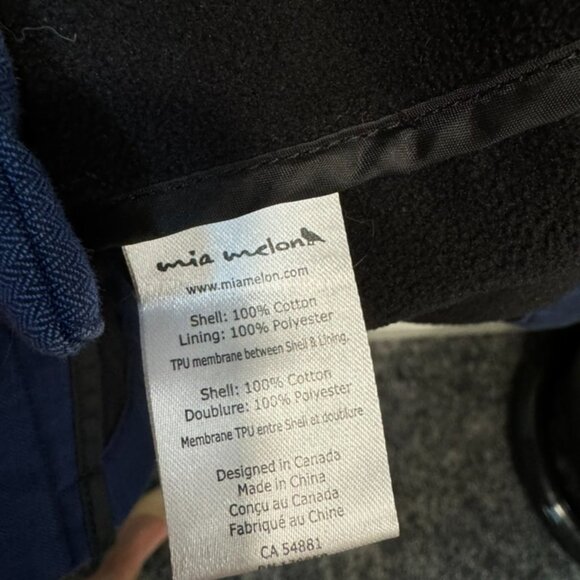 mia melon
www.miamelon.com
Shell: 100% Cotton
Lining: 100% Polyester
TPU membrane between Shell & Lining.
Shell: 100% Cotton
Doublure: 100% Polyester
Membrane TPU entre Shell et doublure
Designed in Canada
Made in China
Conçu au Canada
Fabriqué au Chine
CA 54881